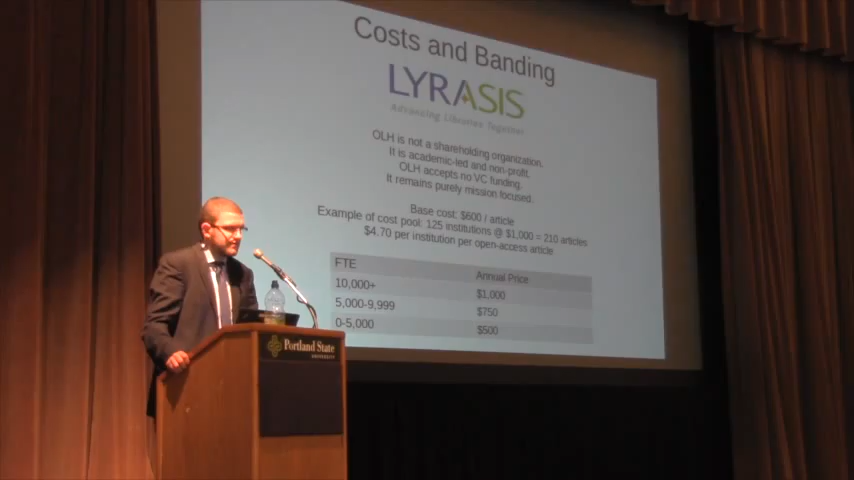 Costs and Banding
LYRASIS
Advancing Libraries Together
OLH is not a shareholding organization.
It is academic-led and non-profit.
OLH accepts no VC funding.
It remains purely mission focused.
Base cost: $600 / article
Example of cost pool: 125 institutions @ $1,000 = 210 articles
$4.70 per institution per open-access article
FTE Annual Price
10,000+ $1,000
5,000-9,999 $750
0-5,000 $500
Portland State
UNIVERSITY